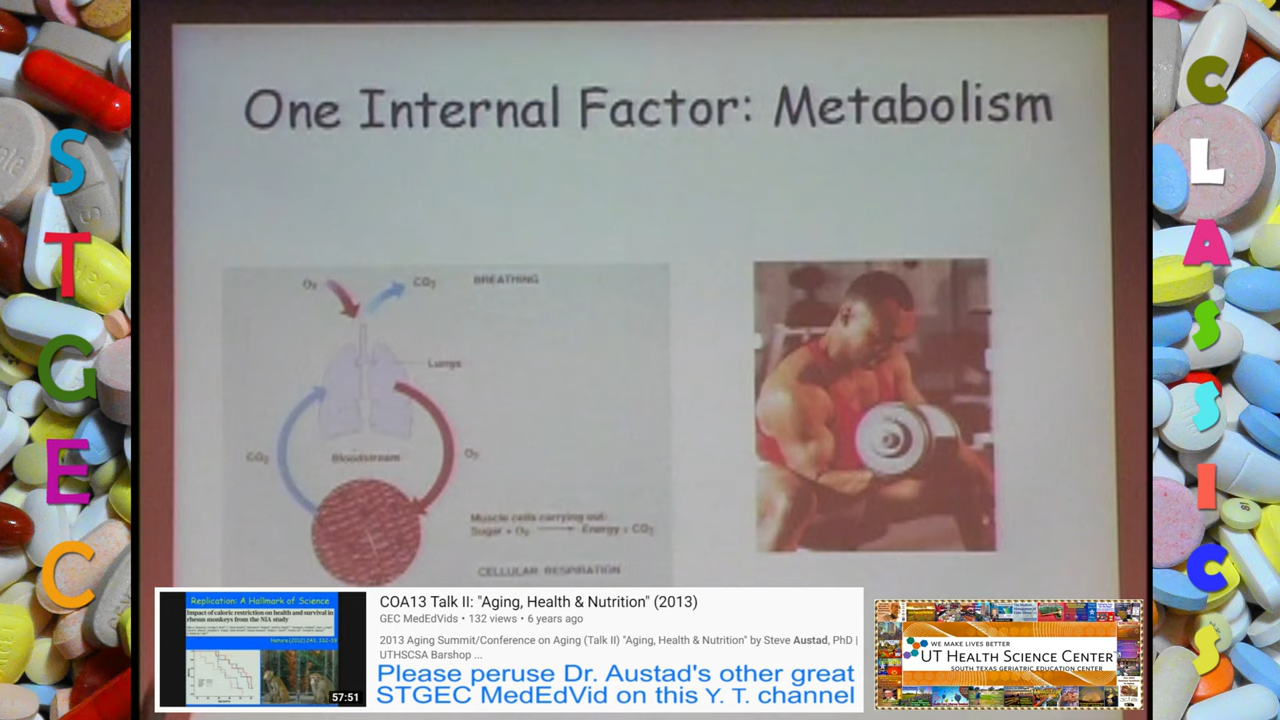 One Internal Factor: Metabolism
O₂
CO₂
BREATHING
Lungs
CO₂
Bloodstream
O₂
Muscle cells carrying out:
Sugar + O₂ → Energy + CO₂
CELLULAR RESPIRATION
STGEC
CLASSICS
Replication: A Hallmark of Science
Impact of caloric restriction on health and survival in
rhesus monkeys from the NIA study
57:51
COA13 Talk II: "Aging, Health & Nutrition" (2013)
GEC MedEdVids • 132 views • 6 years ago
2013 Aging Summit/Conference on Aging (Talk II) "Aging, Health & Nutrition" by Steve Austad, PhD |
UTHSCSA Barshop ...
Please peruse Dr. Austad's other great
STGEC MedEdVid on this Y. T. channel
WE MAKE LIVES BETTER
UT HEALTH SCIENCE CENTER
SOUTH TEXAS GERIATRIC EDUCATION CENTER